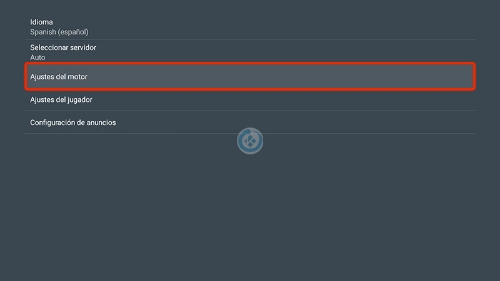 Idioma
Spanish (español)
Seleccionar servidor
Auto
Ajustes del motor
Ajustes del jugador
Configuración de anuncios